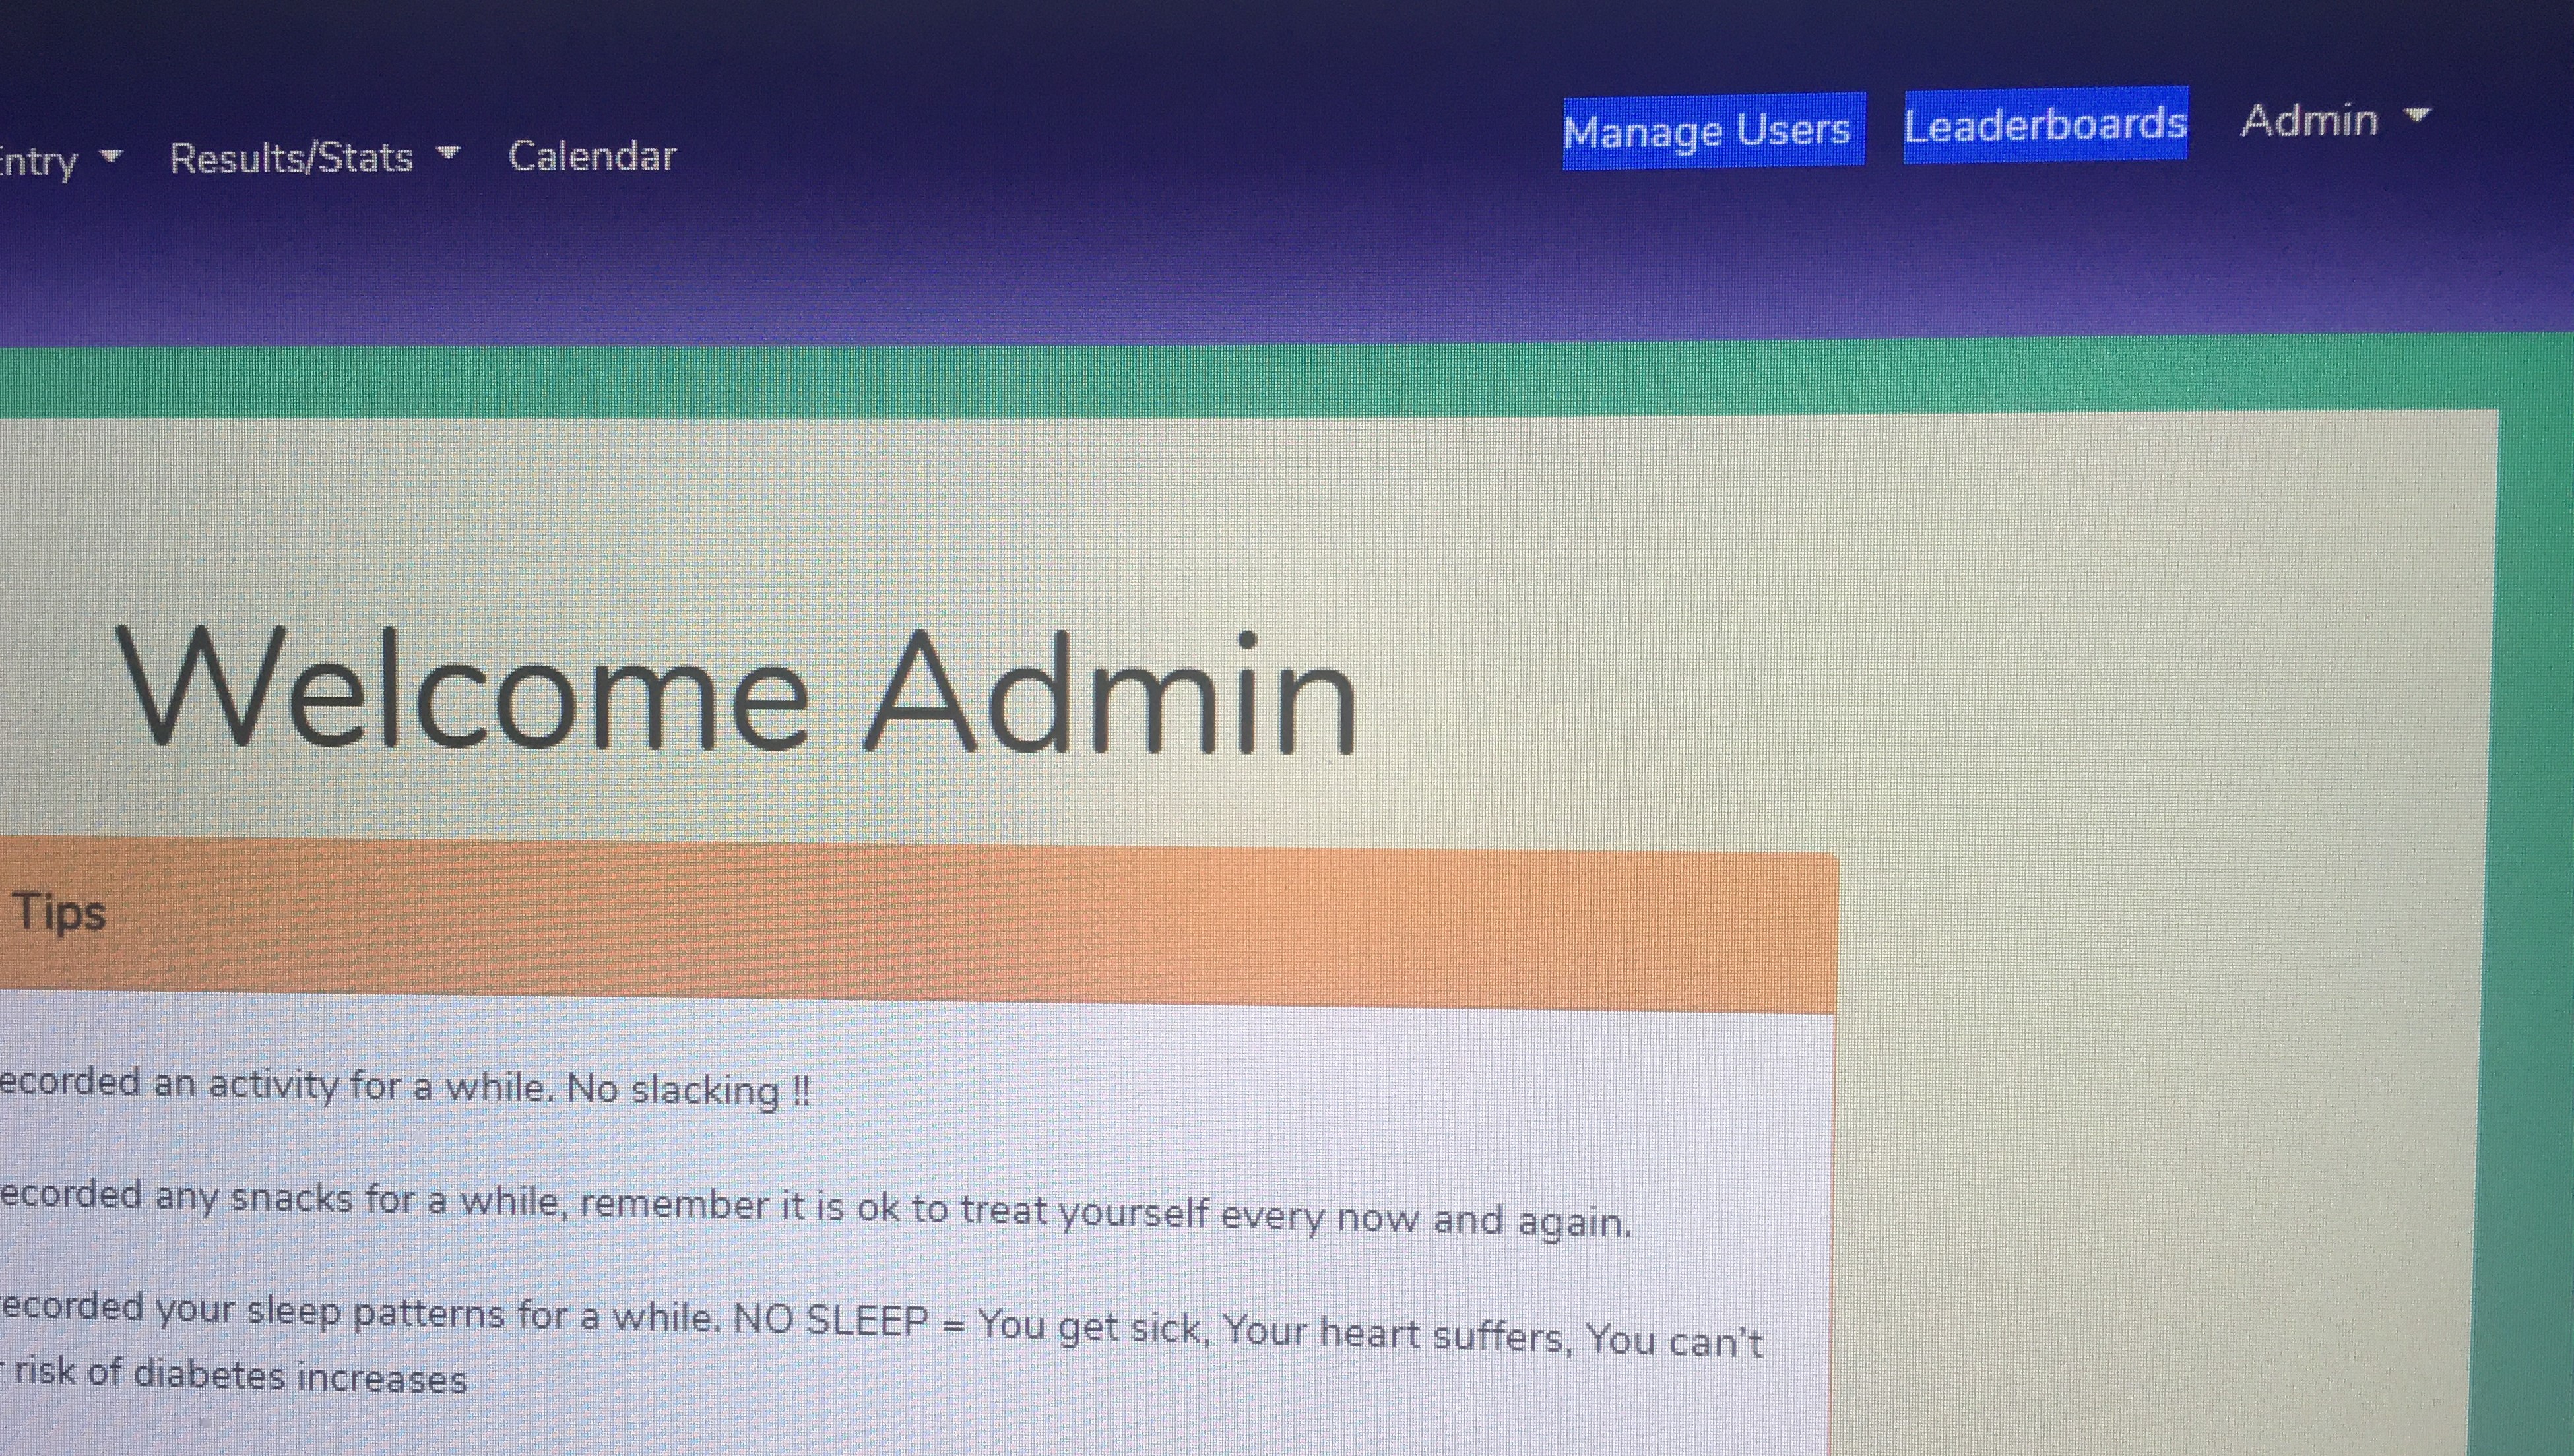 ntry Results/Stats Calendar Manage Users Leaderboards Admin
Welcome Admin
Tips
ecorded an activity for a while. No slacking !!
ecorded any snacks for a while, remember it is ok to treat yourself every now and again.
ecorded your sleep patterns for a while. NO SLEEP = You get sick, Your heart suffers, You can't
risk of diabetes increases